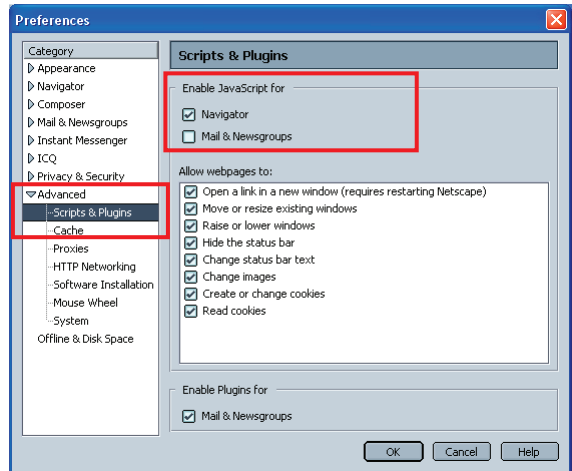 Preferences
Category
Appearance
Navigator
Composer
Mail & Newsgroups
Instant Messenger
ICQ
Privacy & Security
Advanced
Scripts & Plugins
Cache
Proxies
HTTP Networking
Software Installation
Mouse Wheel
System
Offline & Disk Space
Scripts & Plugins
Enable JavaScript for
Navigator
Mail & Newsgroups
Allow webpages to:
Open a link in a new window (requires restarting Netscape)
Move or resize existing windows
Raise or lower windows
Hide the status bar
Change status bar text
Change images
Create or change cookies
Read cookies
Enable Plugins for
Mail & Newsgroups
OK Cancel Help